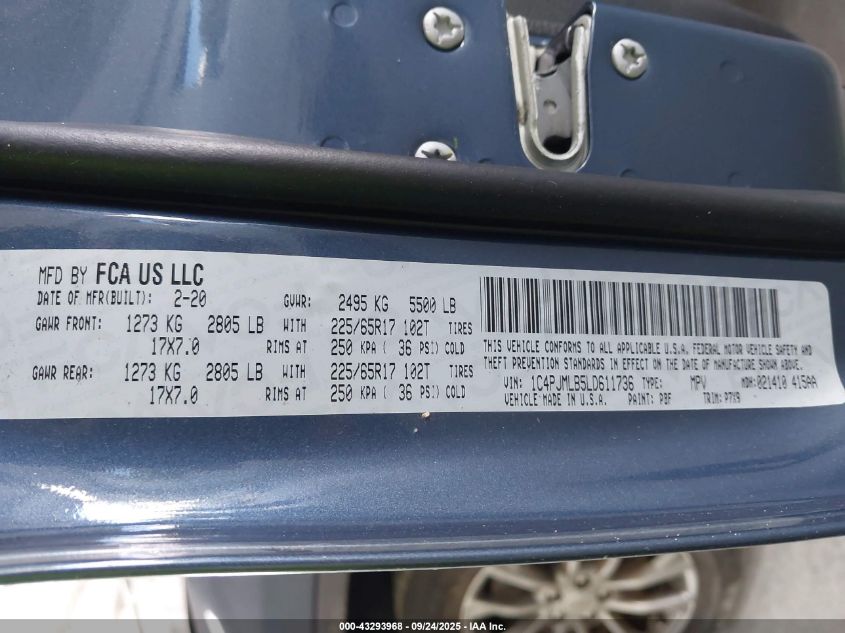 MFD BY FCA US LLC
DATE OF MFR(BUILT): 2-20 GVWR: 2495 KG 5500 LB
GAWR FRONT: 1273 KG 2805 LB WITH 225/65R17 102T TIRES
17X7.0 RIMS AT 250 KPA ( 36 PSI) COLD
GAWR REAR: 1273 KG 2805 LB WITH 225/65R17 102T TIRES
17X7.0 RIMS AT 250 KPA ( 36 PSI) COLD
THIS VEHICLE CONFORMS TO ALL APPLICABLE U.S.A. FEDERAL MOTOR VEHICLE SAFETY AND
THEFT PREVENTION STANDARDS IN EFFECT ON THE DATE OF MANUFACTURE SHOWN ABOVE.
VIN: 1C4PJMLB5LD611736 TYPE: MPV MDH: 021410 415AA
VEHICLE MADE IN U.S.A. PAINT: PBF TRIM: P7X9
000-43293968 - 09/24/2025 - IAA Inc.